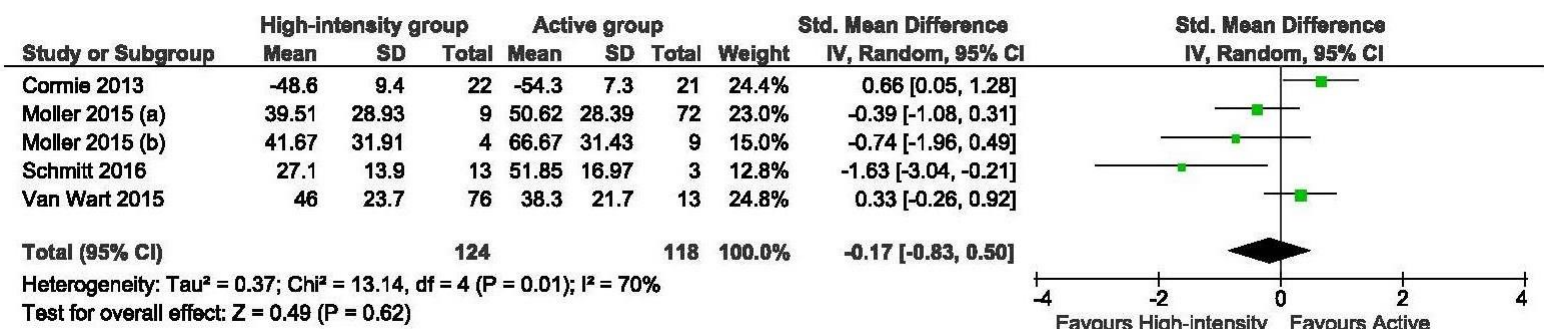 High-intensity group Active group Std. Mean Difference Std. Mean Difference
Study or Subgroup Mean SD Total Mean SD Total Weight IV, Random, 95% CI IV, Random, 95% CI
Cormie 2013 -48.6 9.4 22 -54.3 7.3 21 24.4% 0.66 [0.05, 1.28]
Moller 2015 (a) 39.51 28.93 9 50.62 28.39 72 23.0% -0.39 [-1.08, 0.31]
Moller 2015 (b) 41.67 31.91 4 66.67 31.43 9 15.0% -0.74 [-1.96, 0.49]
Schmitt 2016 27.1 13.9 13 51.85 16.97 3 12.8% -1.63 [-3.04, -0.21]
Van Wart 2015 46 23.7 76 38.3 21.7 13 24.8% 0.33 [-0.26, 0.92]
Total (95% CI) 124 118 100.0% -0.17 [-0.83, 0.50]
Heterogeneity: Tau² = 0.37; Chi² = 13.14, df = 4 (P = 0.01); I² = 70%
Test for overall effect: Z = 0.49 (P = 0.62)
-4 -2 0 2 4
Favours High-intensity Favours Active